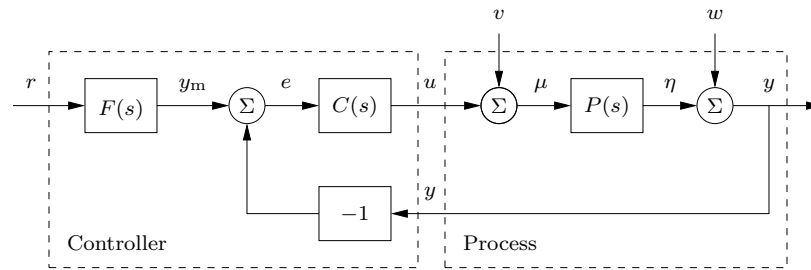 v w
r y_m e u μ η y
F(s) Σ C(s) Σ P(s) Σ
y
−1
Controller Process